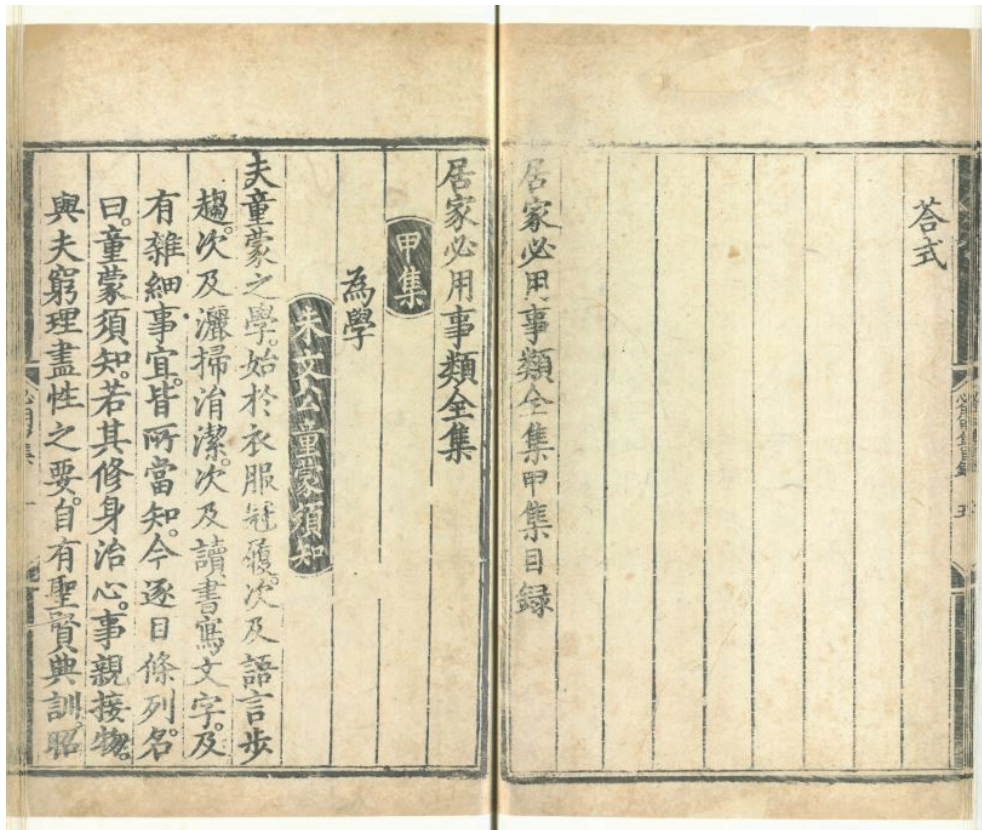 荅式
居家必用事類全集甲集目録
居家必用事類全集
甲集
為學
朱文公童蒙須知
夫童蒙之學。始於衣服冠履。次及語言步
趨。次及灑掃涓潔。次及讀書寫文字。及
有雜細事宜。皆所當知。今逐目條列。名
曰。童蒙須知。若其修身治心。事親接物。
與夫窮理盡性之要。自有聖賢典訓。昭